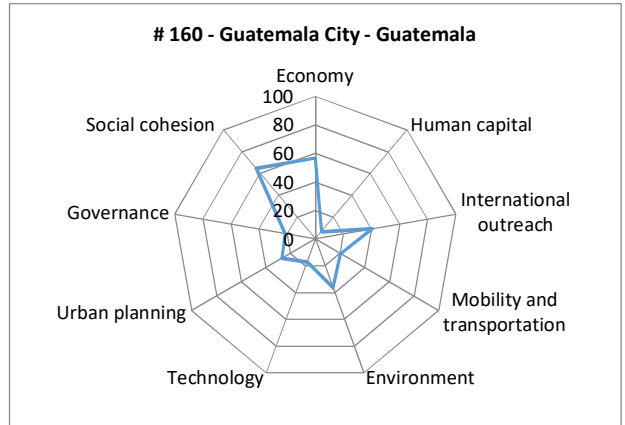 # 160 - Guatemala City - Guatemala
Economy
100
80
60
40
20
0
Human capital
International
outreach
Mobility and
transportation
Environment
Technology
Urban planning
Governance
Social cohesion